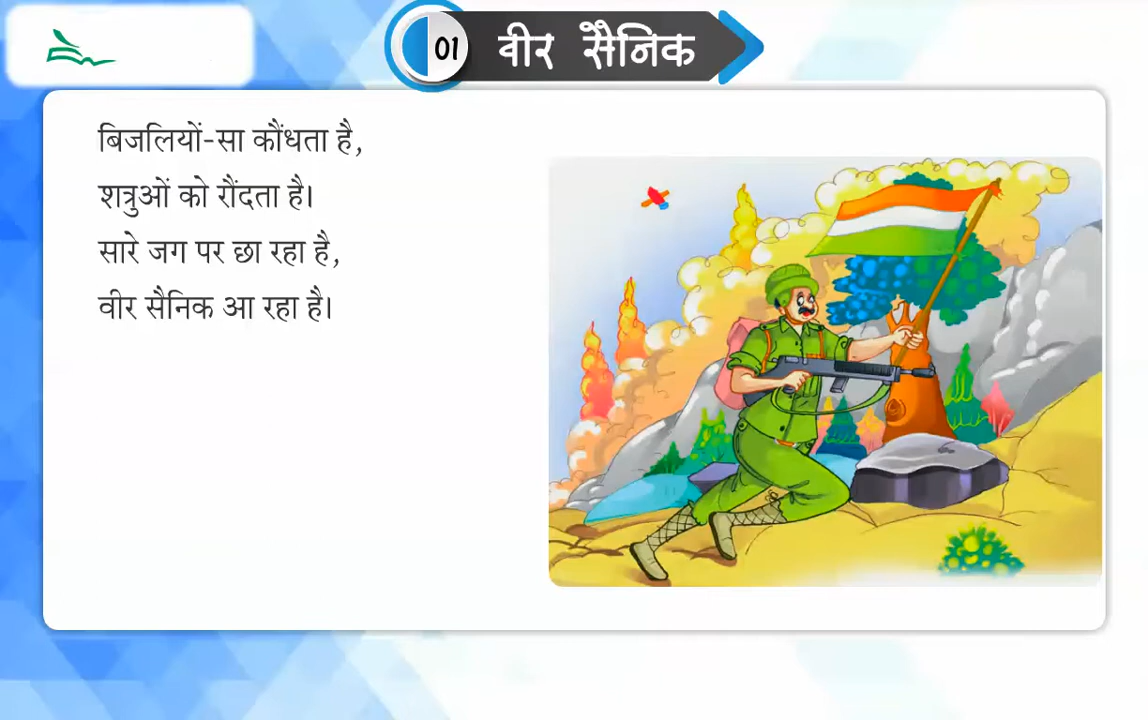 01 वीर सैनिक
बिजलियों-सा कौंधता है,
शत्रुओं को रौंदता है।
सारे जग पर छा रहा है,
वीर सैनिक आ रहा है।